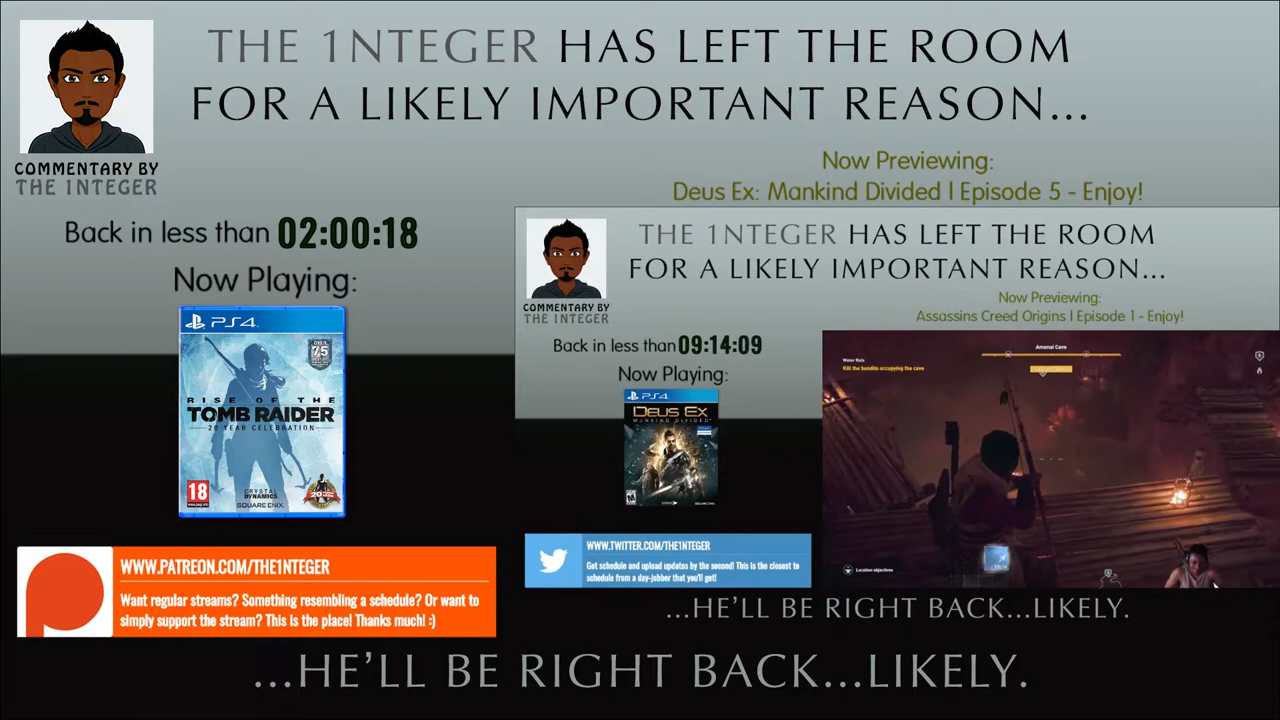 THE 1NTEGER HAS LEFT THE ROOM
FOR A LIKELY IMPORTANT REASON...
COMMENTARY BY
THE 1NTEGER
Now Previewing:
Deus Ex: Mankind Divided | Episode 5 - Enjoy!
Back in less than 02:00:18
Now Playing:
PS4
RISE OF THE
TOMB RAIDER
20 YEAR CELEBRATION
18
CRYSTAL
DYNAMICS
SQUARE ENIX
WWW.PATREON.COM/THE1NTEGER
Want regular streams? Something resembling a schedule? Or want to
simply support the stream? This is the place! Thanks much! :)
THE 1NTEGER HAS LEFT THE ROOM
FOR A LIKELY IMPORTANT REASON...
COMMENTARY BY
THE 1NTEGER
Now Previewing:
Assassins Creed Origins | Episode 1 - Enjoy!
Back in less than 09:14:09
Now Playing:
PS4
DEUS EX
MANKIND DIVIDED
WWW.TWITTER.COM/THE1NTEGER
Get schedule and upload updates by the second! This is the closest to
schedule from a day-jobber that you'll get!
Amanai Cave
Water Rats
Kill the bandits occupying the cave
Location objectives
...HE'LL BE RIGHT BACK...LIKELY.
...HE'LL BE RIGHT BACK...LIKELY.